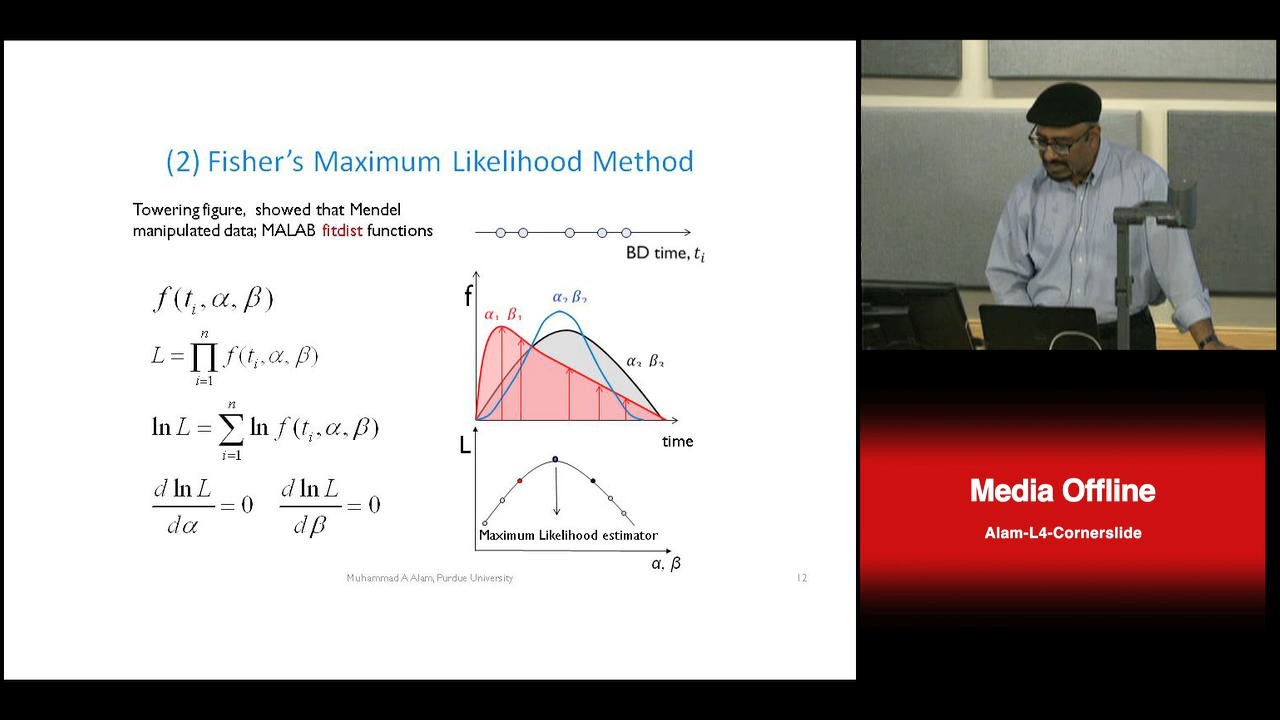 (2) Fisher's Maximum Likelihood Method
Towering figure, showed that Mendel
manipulated data; MALAB fitdist functions
BD time, tᵢ
f(tᵢ, α, β)
L = ∏ᵢ₌₁ⁿ f(tᵢ, α, β)
ln L = ∑ᵢ₌₁ⁿ ln f(tᵢ, α, β)
d ln L / dα = 0 d ln L / dβ = 0
f
α₁ β₁
α₂ β₂
α₃ β₃
time
L
Maximum Likelihood estimator
α, β
Muhammad A Alam, Purdue University
12
Media Offline
Alam-L4-Cornerslide